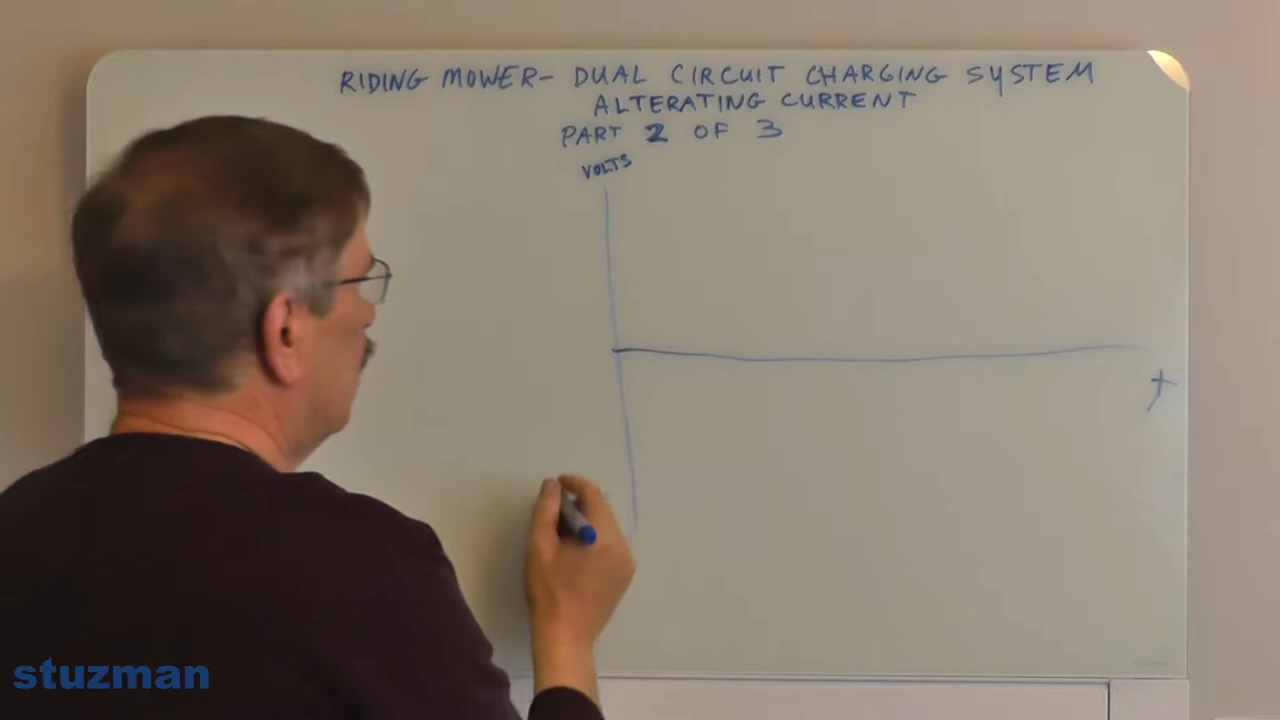 RIDING MOWER- DUAL CIRCUIT CHARGING SYSTEM
ALTERATING CURRENT
PART 2 OF 3
VOLTS
t
stuzman